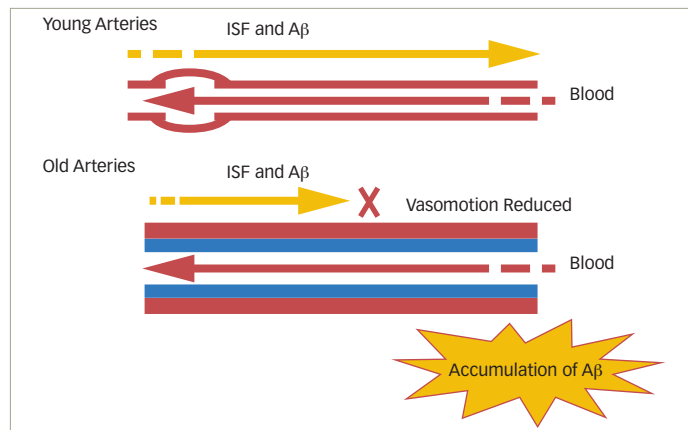 Young Arteries
ISF and Aβ
Blood
Old Arteries
ISF and Aβ
Vasomotion Reduced
Blood
Accumulation of Aβ